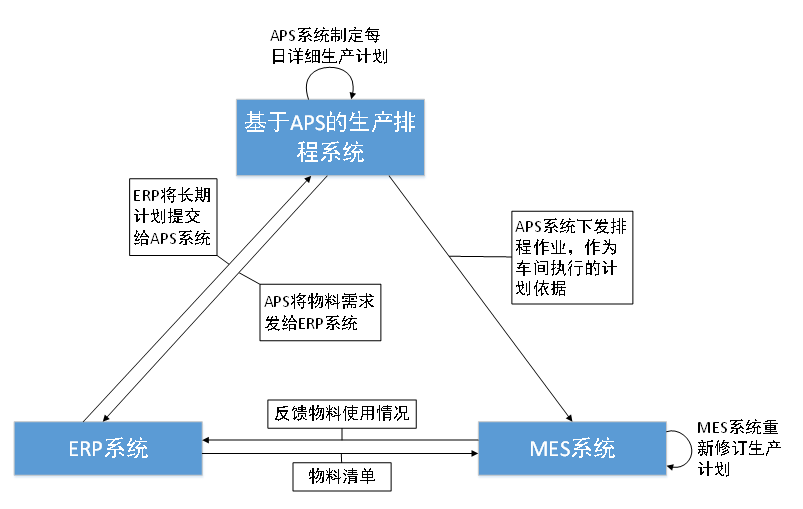 APS系统制定每
日详细生产计划
基于APS的生产排
程系统
ERP将长期
计划提交
给APS系统
APS系统下发排
程作业，作为
车间执行的计
划依据
APS将物料需求
发给ERP系统
反馈物料使用情况
ERP系统
MES系统
MES系统重
新修订生产
计划
物料清单